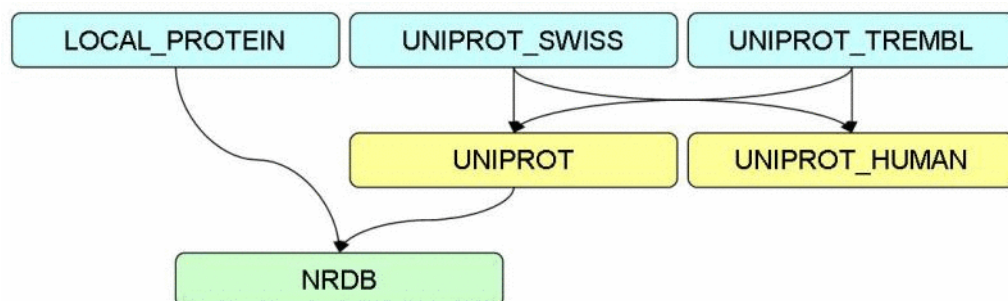 LOCAL_PROTEIN
UNIPROT_SWISS
UNIPROT_TREMBL
UNIPROT
UNIPROT_HUMAN
NRDB